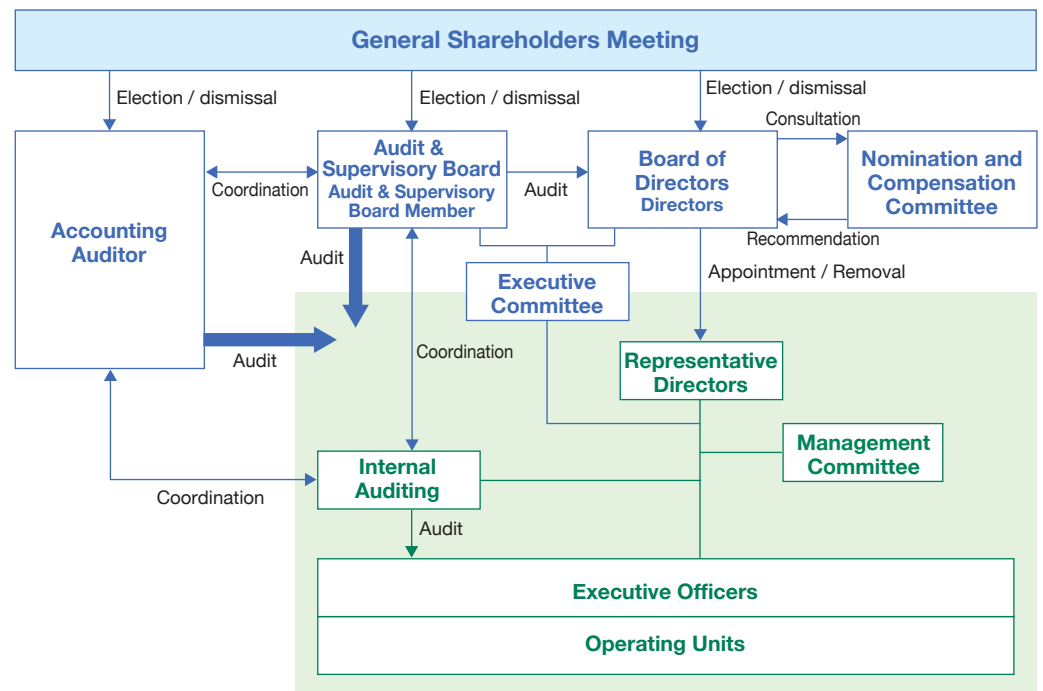 General Shareholders Meeting
Election / dismissal
Election / dismissal
Election / dismissal
Consultation
Accounting
Auditor
Coordination
Audit &
Supervisory Board
Audit & Supervisory
Board Member
Audit
Board of
Directors
Directors
Nomination and
Compensation
Committee
Recommendation
Audit
Executive
Committee
Appointment / Removal
Audit
Coordination
Representative
Directors
Management
Committee
Internal
Auditing
Coordination
Audit
Executive Officers
Operating Units